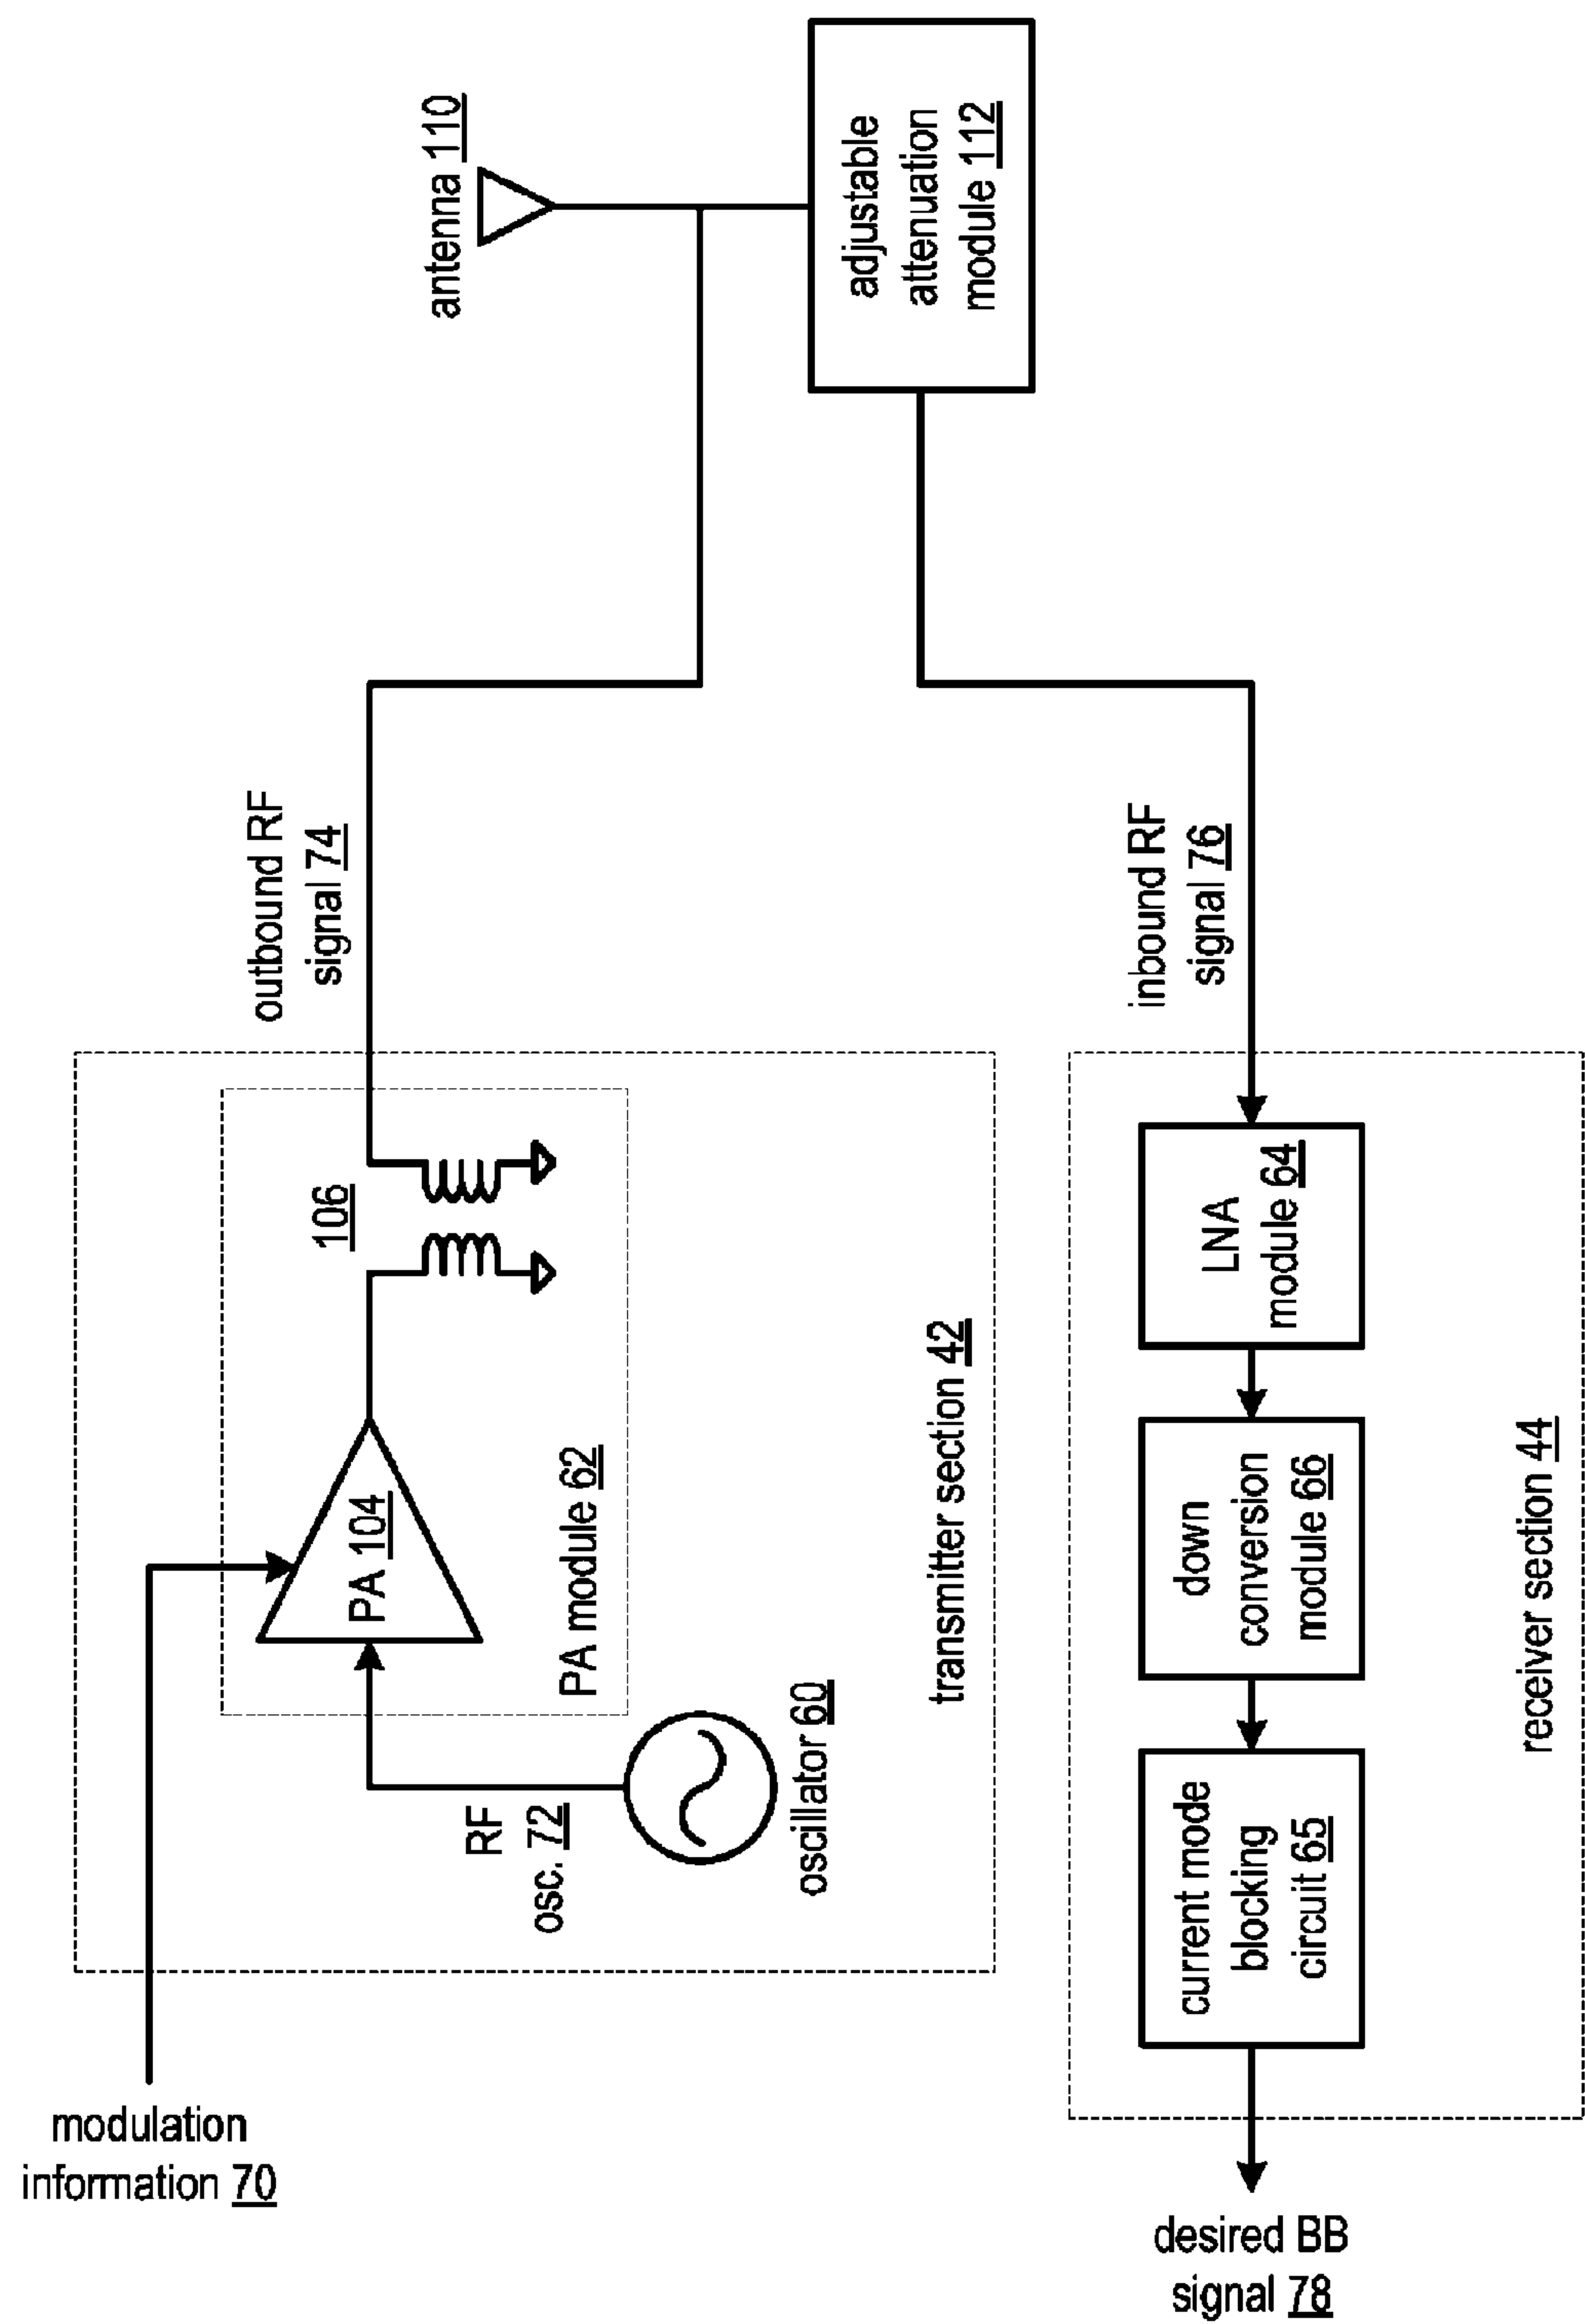 antenna 110
adjustable
attenuation
module 112
outbound RF
signal 74
inbound RF
signal 76
106
PA 104
PA module 62
RF
osc. 72
oscillator 60
transmitter section 42
LNA
module 64
down
conversion
module 66
current mode
blocking
circuit 65
receiver section 44
modulation
information 70
desired BB
signal 78